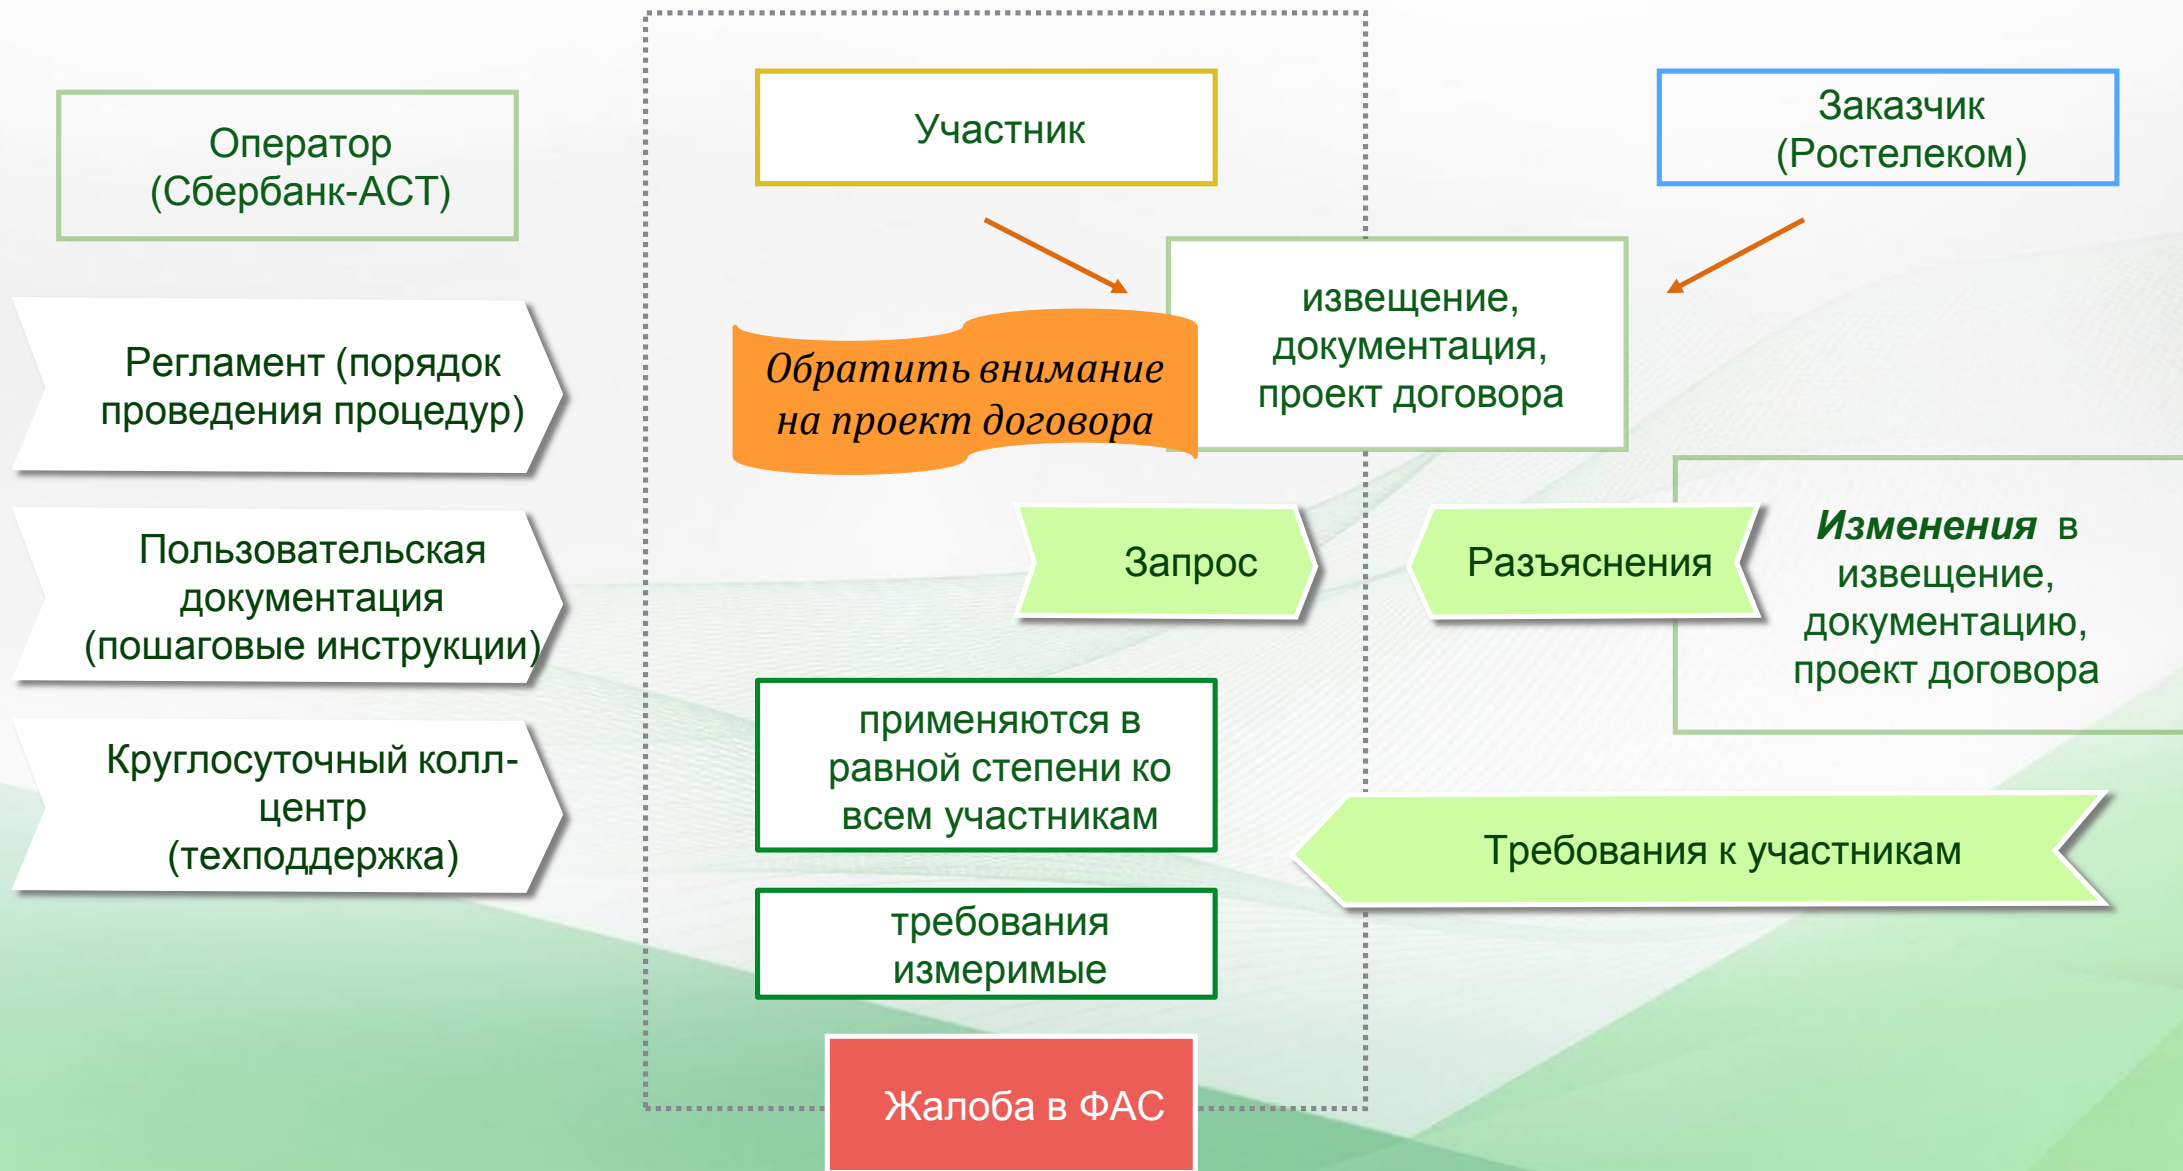 Оператор
(Сбербанк-АСТ)
Участник
Заказчик
(Ростелеком)
Регламент (порядок
проведения процедур)
Обратить внимание
на проект договора
извещение,
документация,
проект договора
Пользовательская
документация
(пошаговые инструкции)
Запрос
Разъяснения
Изменения в
извещение,
документацию,
проект договора
Круглосуточный колл-
центр
(техподдержка)
применяются в
равной степени ко
всем участникам
Требования к участникам
требования
измеримые
Жалоба в ФАС